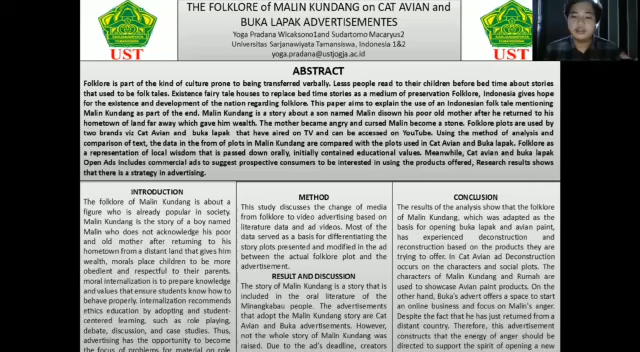 THE FOLKLORE of MALIN KUNDANG on CAT AVIAN and
BUKA LAPAK ADVERTISEMENTES
Yoga Pradana Wicaksono1and Sudartomo Macaryus2
Universitas Sarjanawiyata Tamansiswa, Indonesia 1&2
yoga.pradana@ustjogja.ac.id
UST
UST
ABSTRACT
Folklore is part of the kind of culture prone to being transferred verbally. Lesss people read to their children before bed time about stories
that used to be folk tales. Existence fairy tale houses to replace bed time stories as a medium of preservation Folklore, Indonesia gives hope
for the existence and development of the nation regarding folklore. This paper aims to explain the use of an Indonesian folk tale mentioning
Malin Kundang as part of the end. Malin Kundang is a story about a son named Malin disown his poor old mother after he returned to his
hometown of land far away which gave him wealth. The mother became angry and cursed Malin become a stone. Folklore plots are used by
two brands viz Cat Avian and buka lapak that have aired on TV and can be accessed on YouTube. Using the method of analysis and
comparison of text, the data in the from of plots in Malin Kundang are compared with the plots used in Cat Avian and Buka lapak. Folklore as
a representation of local wisdom that is passed down orally, initially contained educational values. Meanwhile, Cat avian and buka lapak
Open Ads includes commercial ads to suggest prospective consumers to be interested in using the products offered, Research results shows
that there is a strategy in advertising.
INTRODUCTION
The folklore of Malin Kundang is about a
figure who is already popular in society.
Malin Kundang is the story of a boy named
Malin who does not acknowledge his poor
and old mother after returning to his
hometown from a distant land that gives him
wealth, morals place children to be more
obedient and respectful to their parents.
moral internalization is to prepare knowledge
and values that ensure students know how to
behave properly. internalization recommends
ethics education by adopting and student-
centered learning, such as role playing,
debate, discussion, and case studies. Thus,
advertising has the opportunity to become
the focus of problems for material on role
METHOD
This study discusses the change of media
from folklore to video advertising based on
literature data and ad videos. Most of the
data served as a basis for differentiating the
story plots presented and modified in the ad
between the actual folklore plot and the
advertisement.
RESULT AND DISCUSSION
The story of Malin Kundang is a story that is
included in the oral literature of the
Minangkabau people. The advertisements
that adopt the Malin Kundang story are Cat
Avian and Buka advertisements. However,
not the whole story of Malin Kundang was
raised. Due to the ad's deadline, creators
CONCLUSION
The results of the analysis show that the folklore
of Malin Kundang, which was adapted as the
basis for opening buka lapak and avian paint,
has experienced deconstruction and
reconstruction based on the products they are
trying to offer. In Cat Avian ad Deconstruction
occurs on the characters and social plots. The
characters of Malin Kundang and Rumah are
used to showcase Avian paint products. On the
other hand, Buka's advert offers a space to start
an online business and focus on Malin's anger.
Despite the fact that he has just returned from a
distant country. Therefore, this advertisement
constructs that the energy of anger should be
directed to support the spirit of opening a new